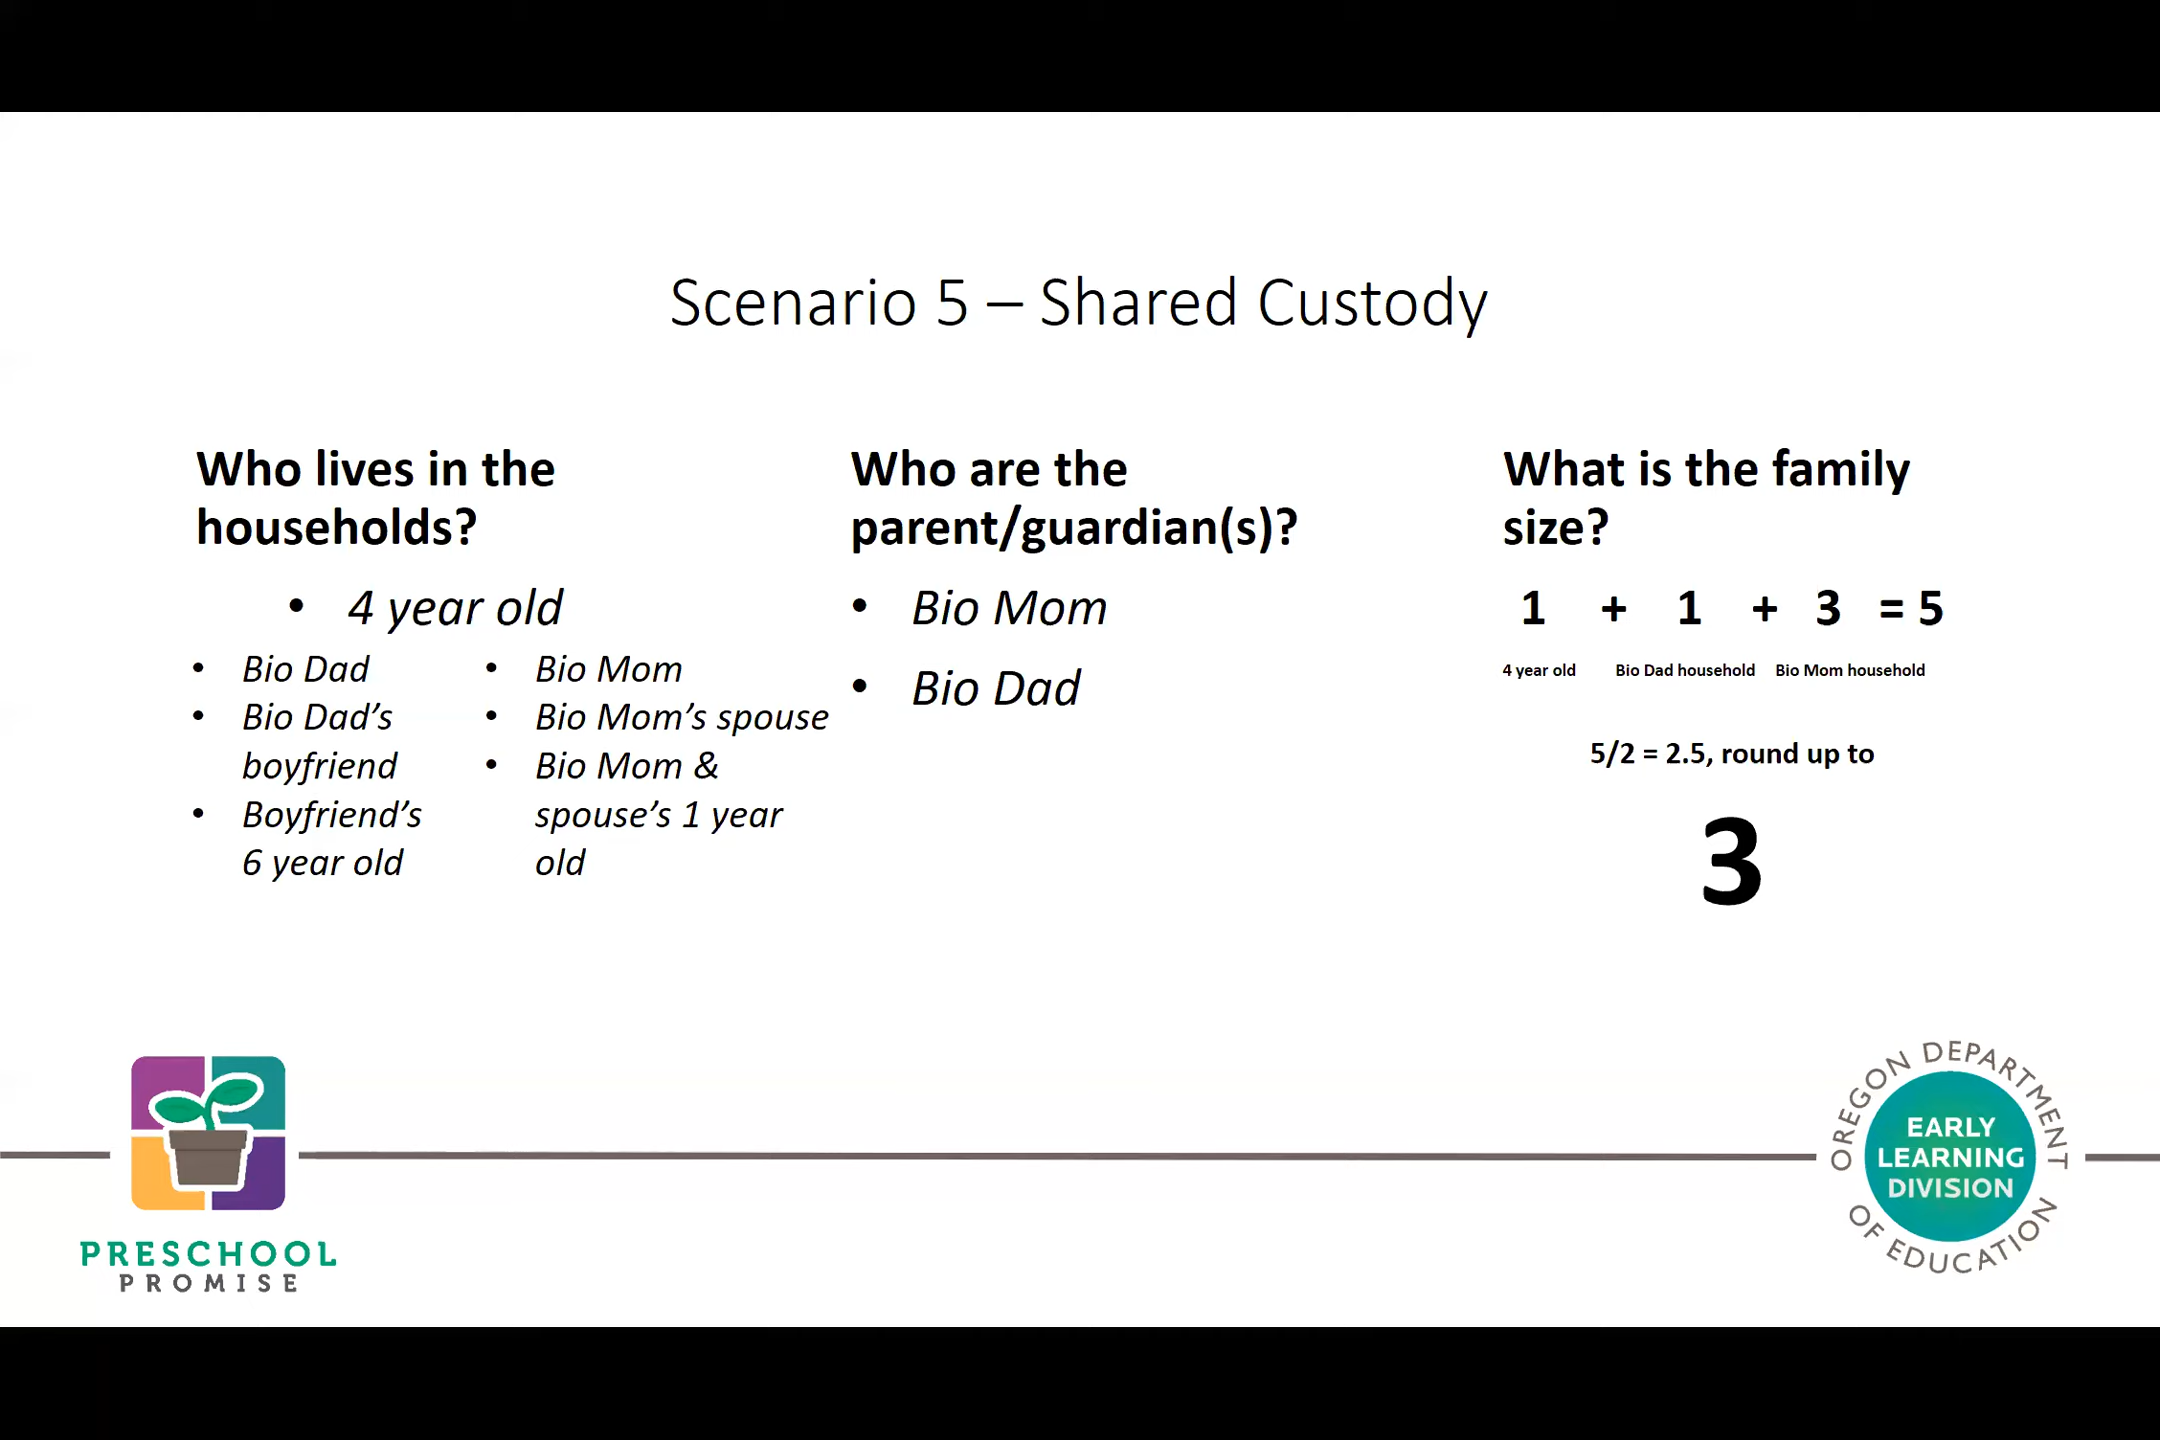 Scenario 5 – Shared Custody
Who lives in the
households?
• 4 year old
• Bio Dad
• Bio Dad’s
boyfriend
• Boyfriend’s
6 year old
• Bio Mom
• Bio Mom’s spouse
• Bio Mom &
spouse’s 1 year
old
Who are the
parent/guardian(s)?
• Bio Mom
• Bio Dad
What is the family
size?
1 + 1 + 3 = 5
4 year old Bio Dad household Bio Mom household
5/2 = 2.5, round up to
3
PRESCHOOL
PROMISE
OREGON DEPARTMENT
OF EDUCATION
EARLY
LEARNING
DIVISION